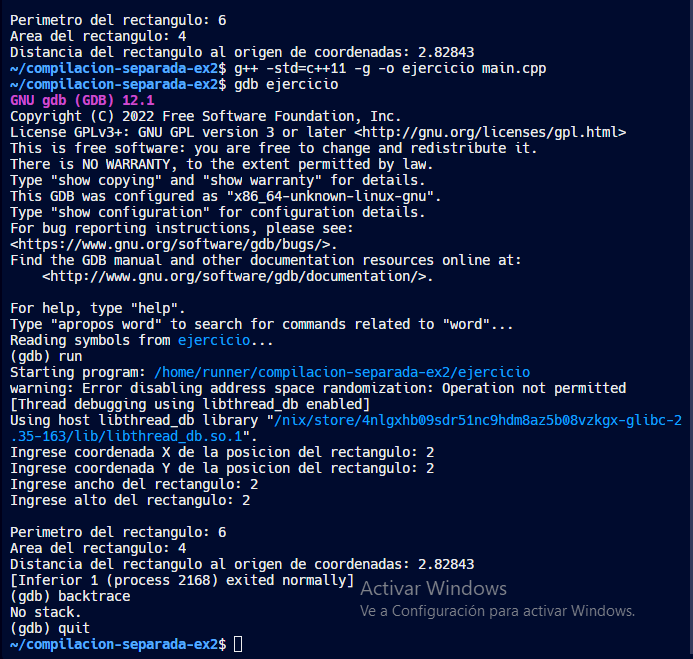 Perimetro del rectangulo: 6
Area del rectangulo: 4
Distancia del rectangulo al origen de coordenadas: 2.82843
~/compilacion-separada-ex2$ g++ -std=c++11 -g -o ejercicio main.cpp
~/compilacion-separada-ex2$ gdb ejercicio
GNU gdb (GDB) 12.1
Copyright (C) 2022 Free Software Foundation, Inc.
License GPLv3+: GNU GPL version 3 or later <http://gnu.org/licenses/gpl.html>
This is free software: you are free to change and redistribute it.
There is NO WARRANTY, to the extent permitted by law.
Type "show copying" and "show warranty" for details.
This GDB was configured as "x86_64-unknown-linux-gnu".
Type "show configuration" for configuration details.
For bug reporting instructions, please see:
<https://www.gnu.org/software/gdb/bugs/>.
Find the GDB manual and other documentation resources online at:
    <http://www.gnu.org/software/gdb/documentation/>.

For help, type "help".
Type "apropos word" to search for commands related to "word"...
Reading symbols from ejercicio...
(gdb) run
Starting program: /home/runner/compilacion-separada-ex2/ejercicio
warning: Error disabling address space randomization: Operation not permitted
[Thread debugging using libthread_db enabled]
Using host libthread_db library "/nix/store/4nlgxhb09sdr51nc9hdm8az5b08vzkgx-glibc-2
.35-163/lib/libthread_db.so.1".
Ingrese coordenada X de la posicion del rectangulo: 2
Ingrese coordenada Y de la posicion del rectangulo: 2
Ingrese ancho del rectangulo: 2
Ingrese alto del rectangulo: 2

Perimetro del rectangulo: 6
Area del rectangulo: 4
Distancia del rectangulo al origen de coordenadas: 2.82843
[Inferior 1 (process 2168) exited normally]
(gdb) backtrace
No stack.
(gdb) quit
~/compilacion-separada-ex2$
Activar Windows
Ve a Configuración para activar Windows.